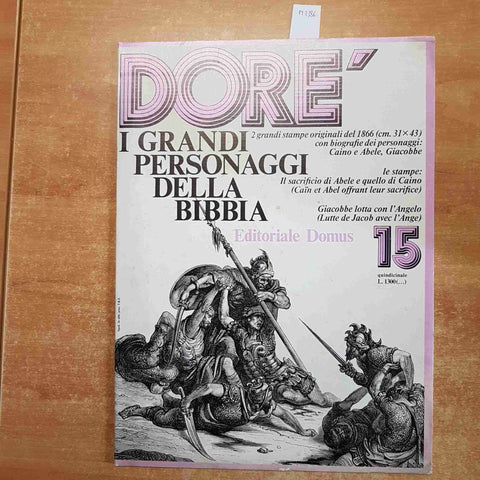 DORE'
I GRANDI
PERSONAGGI
DELLA
BIBBIA
2 grandi stampe originali del 1866 (cm. 31×43)
con biografie dei personaggi:
Caino e Abele, Giacobbe
le stampe:
Il sacrificio di Abele e quello di Caino
(Caïn et Abel offrant leur sacrifice)
Giacobbe lotta con l'Angelo
(Lutte de Jacob avec l'Ange)
Editoriale Domus
15
quindicinale
L. 1300(...)